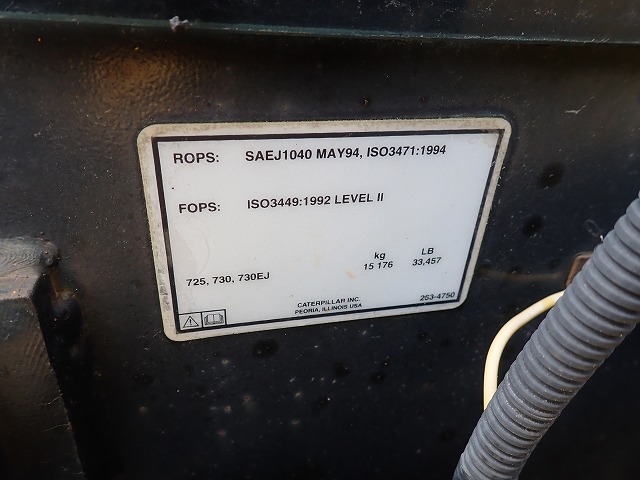 ROPS: SAEJ1040 MAY94, ISO3471:1994
FOPS: ISO3449:1992 LEVEL II
kg LB
725, 730, 730EJ 15 176 33,457
CATERPILLAR INC.
PEORIA, ILLINOIS USA 253-4750